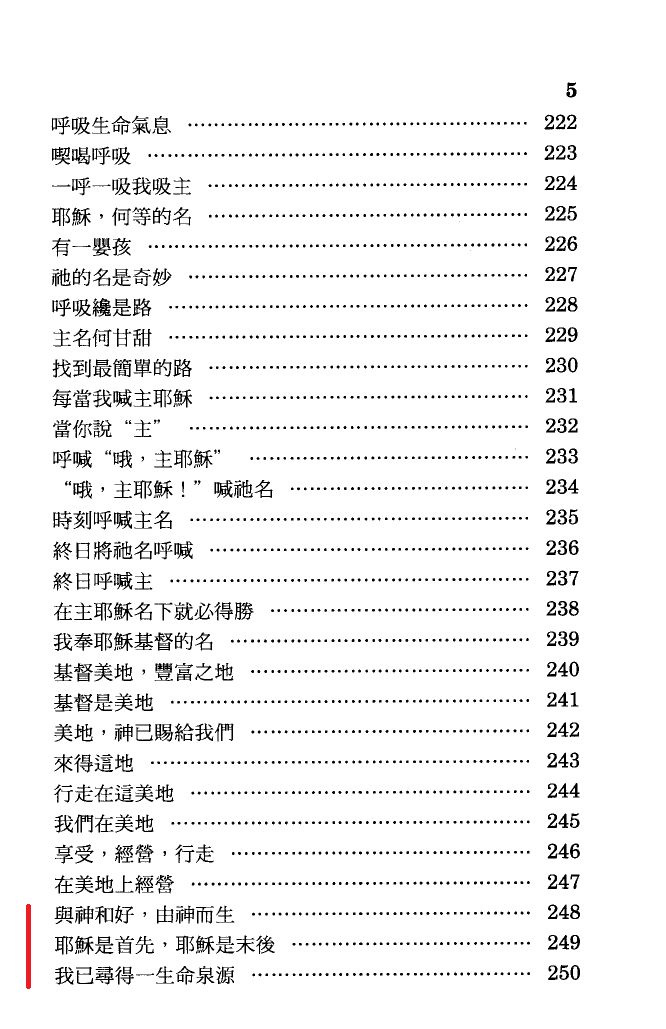 5
呼吸生命氣息 ……………………………………………… 222
喫喝呼吸 ……………………………………………… 223
一呼一吸我吸主 ……………………………………………… 224
耶穌，何等的名 ……………………………………………… 225
有一嬰孩 ……………………………………………… 226
祂的名是奇妙 ……………………………………………… 227
呼吸纔是路 ……………………………………………… 228
主名何甘甜 ……………………………………………… 229
找到最簡單的路 ……………………………………………… 230
每當我喊主耶穌 ……………………………………………… 231
當你說“主” ……………………………………………… 232
呼喊“哦，主耶穌” ……………………………………………… 233
“哦，主耶穌！”喊祂名 ……………………………………………… 234
時刻呼喊主名 ……………………………………………… 235
終日將祂名呼喊 ……………………………………………… 236
終日呼喊主 ……………………………………………… 237
在主耶穌名下就必得勝 ……………………………………………… 238
我奉耶穌基督的名 ……………………………………………… 239
基督美地，豐富之地 ……………………………………………… 240
基督是美地 ……………………………………………… 241
美地，神已賜給我們 ……………………………………………… 242
來得這地 ……………………………………………… 243
行走在這美地 ……………………………………………… 244
我們在美地 ……………………………………………… 245
享受，經營，行走 ……………………………………………… 246
在美地上經營 ……………………………………………… 247
與神和好，由神而生 ……………………………………………… 248
耶穌是首先，耶穌是末後 ……………………………………………… 249
我已尋得一生命泉源 ……………………………………………… 250